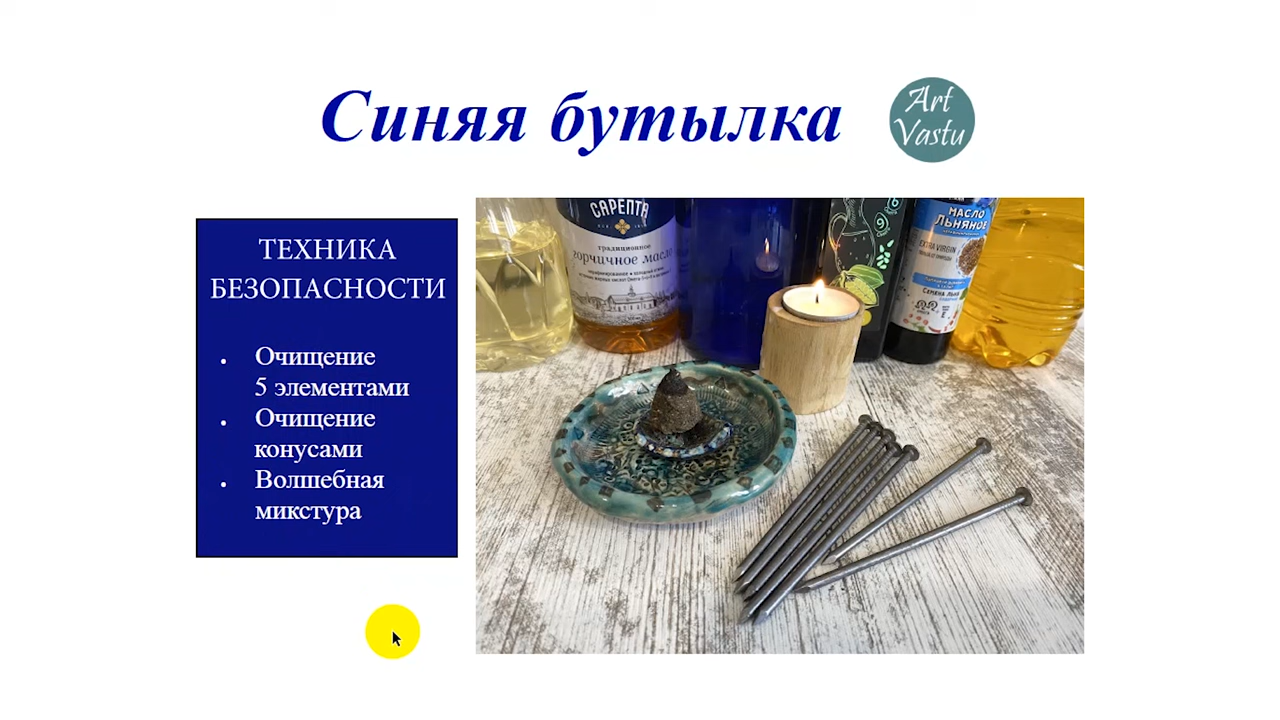 Синяя бутылка
Art
Vastu
ТЕХНИКА
БЕЗОПАСНОСТИ
Очищение
5 элементами
Очищение
конусами
Волшебная
микстура
САРЕПТА
традиционное
горчичное масло
МАСЛО
ЛЬНЯНОЕ
EXTRA VIRGIN
СЕМЕНА ЛЬНА